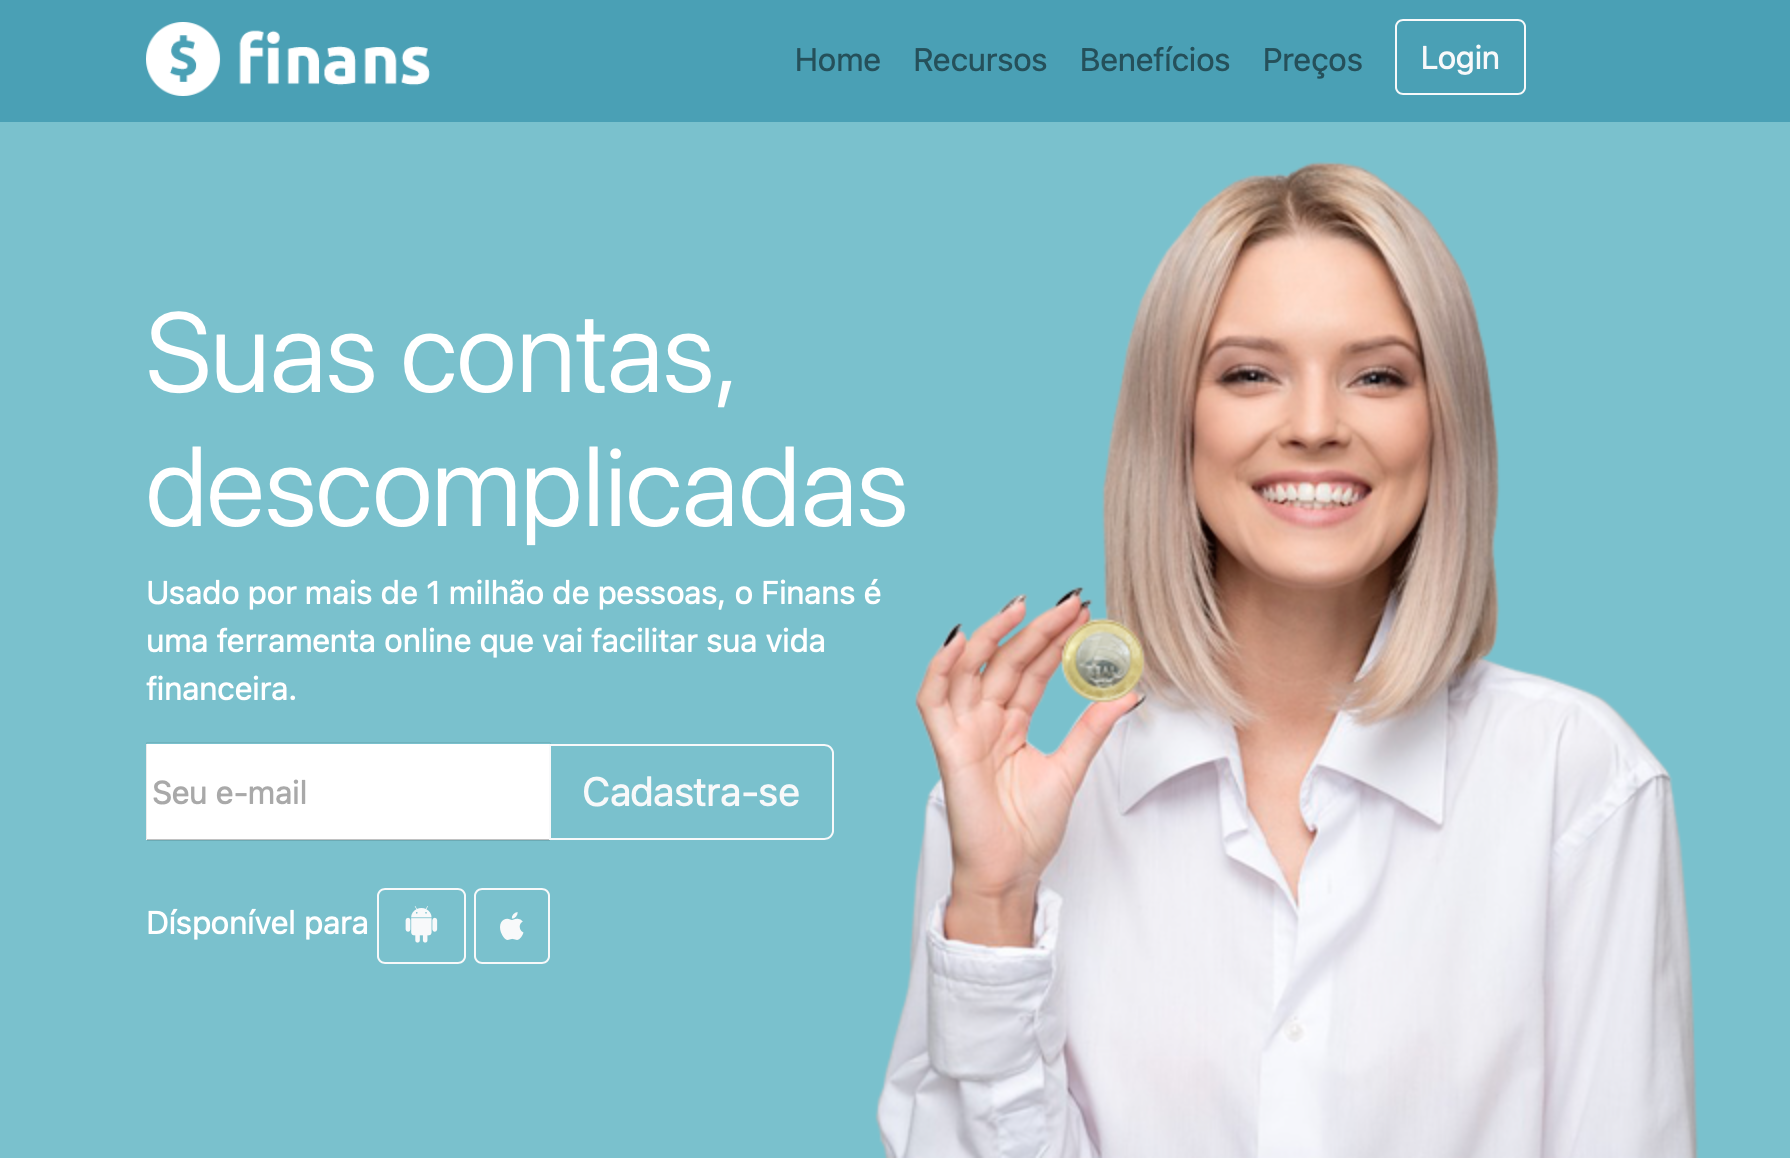 $ finans
Home Recursos Benefícios Preços Login
Suas contas,
descomplicadas
Usado por mais de 1 milhão de pessoas, o Finans é
uma ferramenta online que vai facilitar sua vida
financeira.
Seu e-mail Cadastra-se
Dísponível para